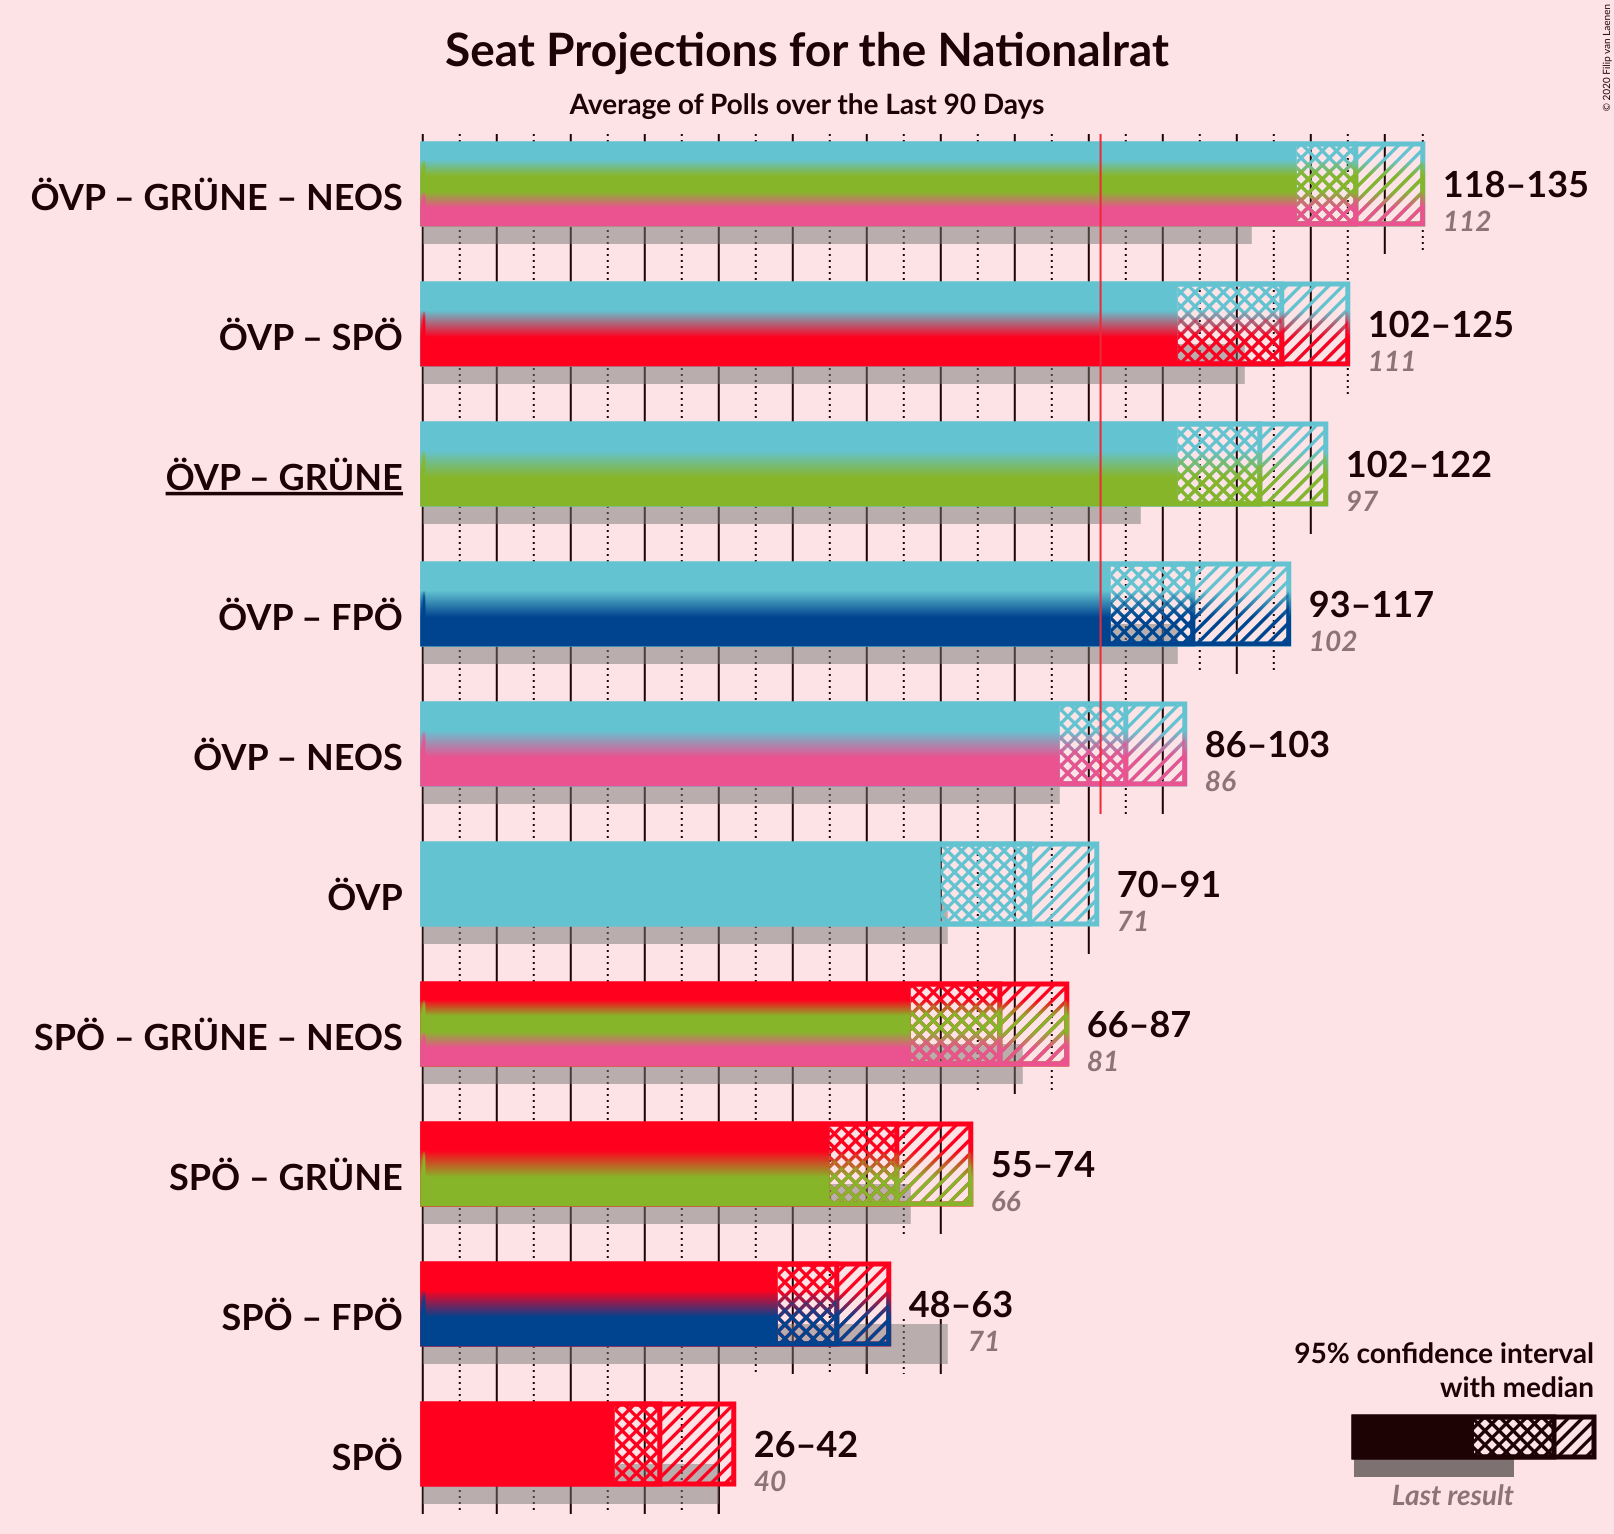 Seat Projections for the Nationalrat
Average of Polls over the Last 90 Days
© 2020 Filip van Laenen
ÖVP – GRÜNE – NEOS
118–135
112
ÖVP – SPÖ
102–125
111
ÖVP – GRÜNE
102–122
97
ÖVP – FPÖ
93–117
102
ÖVP – NEOS
86–103
86
ÖVP
70–91
71
SPÖ – GRÜNE – NEOS
66–87
81
SPÖ – GRÜNE
55–74
66
SPÖ – FPÖ
48–63
71
SPÖ
26–42
40
95% confidence interval
with median
Last result